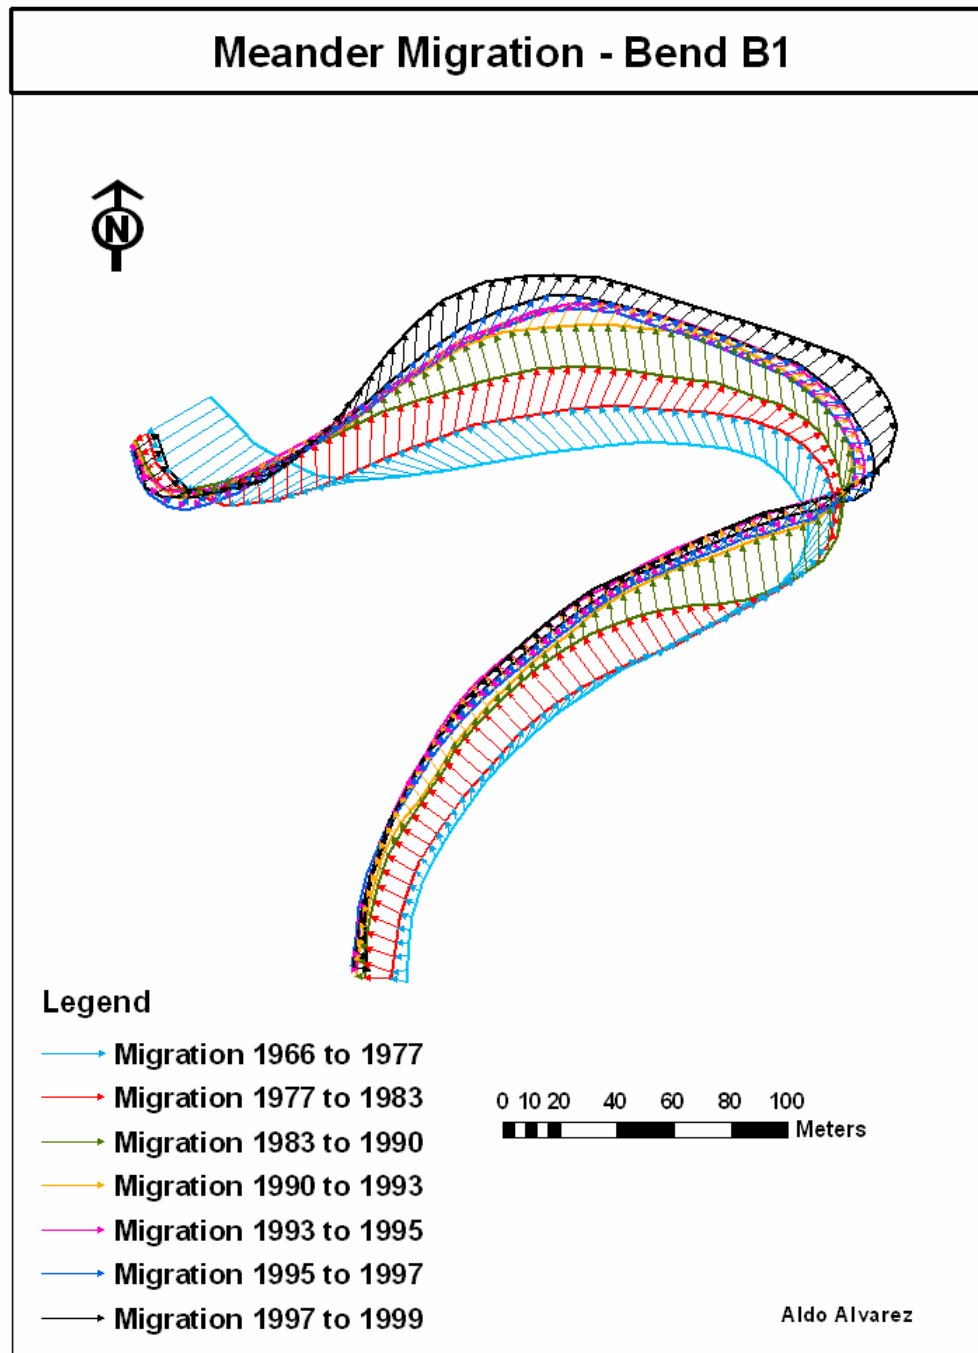 Meander Migration - Bend B1
N
Legend
Migration 1966 to 1977
Migration 1977 to 1983
Migration 1983 to 1990
Migration 1990 to 1993
Migration 1993 to 1995
Migration 1995 to 1997
Migration 1997 to 1999
0 10 20 40 60 80 100
Meters
Aldo Alvarez